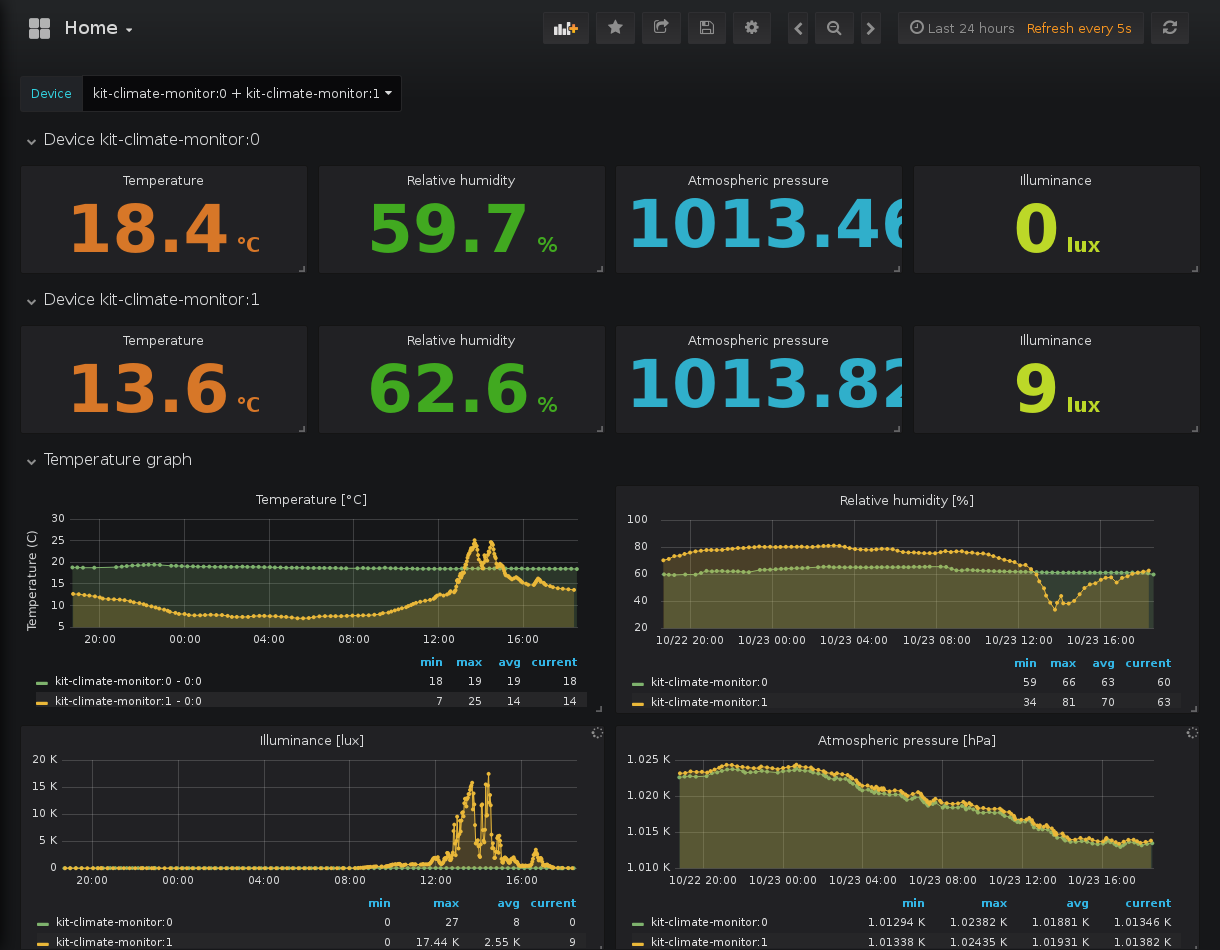 Home
Last 24 hours Refresh every 5s
Device kit-climate-monitor:0 + kit-climate-monitor:1
Device kit-climate-monitor:0
Temperature Relative humidity Atmospheric pressure Illuminance
18.4 °C 59.7 % 1013.46 0 lux
Device kit-climate-monitor:1
Temperature Relative humidity Atmospheric pressure Illuminance
13.6 °C 62.6 % 1013.82 9 lux
Temperature graph
Temperature [°C]
Temperature (C)
30
25
20
15
10
5
20:00 00:00 04:00 08:00 12:00 16:00
min max avg current
kit-climate-monitor:0 - 0:0 18 19 19 18
kit-climate-monitor:1 - 0:0 7 25 14 14
Relative humidity [%]
100
80
60
40
20
10/22 20:00 10/23 00:00 10/23 04:00 10/23 08:00 10/23 12:00 10/23 16:00
min max avg current
kit-climate-monitor:0 59 66 63 60
kit-climate-monitor:1 34 81 70 63
Illuminance [lux]
20 K
15 K
10 K
5 K
0
20:00 00:00 04:00 08:00 12:00 16:00
min max avg current
kit-climate-monitor:0 0 27 8 0
kit-climate-monitor:1 0 17.44 K 2.55 K 9
Atmospheric pressure [hPa]
1.025 K
1.020 K
1.015 K
1.010 K
10/22 20:00 10/23 00:00 10/23 04:00 10/23 08:00 10/23 12:00 10/23 16:00
min max avg current
kit-climate-monitor:0 1.01294 K 1.02382 K 1.01881 K 1.01346 K
kit-climate-monitor:1 1.01338 K 1.02435 K 1.01931 K 1.01382 K